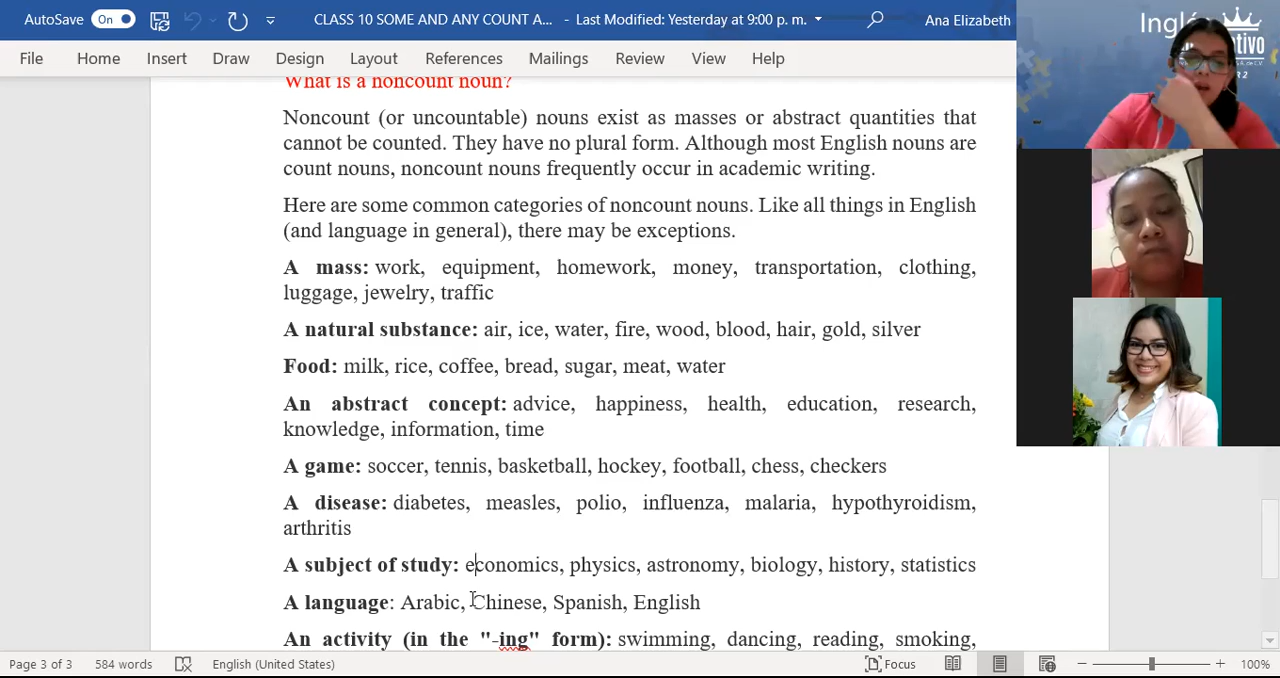 AutoSave On CLASS 10 SOME AND ANY COUNT A... - Last Modified: Yesterday at 9:00 p. m. Ana Elizabeth
File Home Insert Draw Design Layout References Mailings Review View Help
What is a noncount noun?
Noncount (or uncountable) nouns exist as masses or abstract quantities that
cannot be counted. They have no plural form. Although most English nouns are
count nouns, noncount nouns frequently occur in academic writing.
Here are some common categories of noncount nouns. Like all things in English
(and language in general), there may be exceptions.
A mass: work, equipment, homework, money, transportation, clothing,
luggage, jewelry, traffic
A natural substance: air, ice, water, fire, wood, blood, hair, gold, silver
Food: milk, rice, coffee, bread, sugar, meat, water
An abstract concept: advice, happiness, health, education, research,
knowledge, information, time
A game: soccer, tennis, basketball, hockey, football, chess, checkers
A disease: diabetes, measles, polio, influenza, malaria, hypothyroidism,
arthritis
A subject of study: economics, physics, astronomy, biology, history, statistics
A language: Arabic, Chinese, Spanish, English
An activity (in the "-ing" form): swimming, dancing, reading, smoking,
Page 3 of 3 584 words English (United States) Focus 100%
Inglé